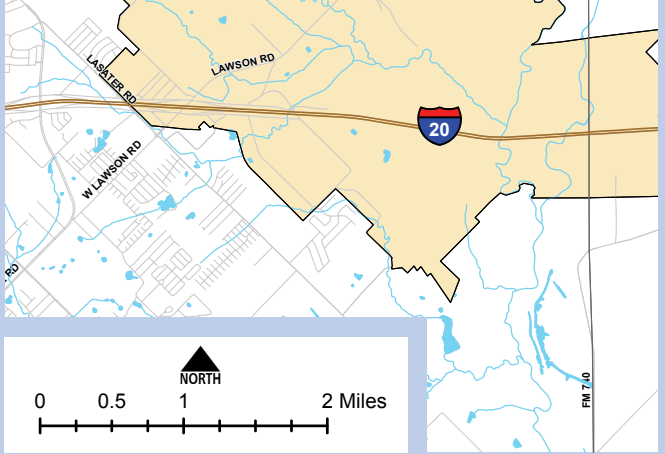 LAWSON RD
LASATER RD
20
W LAWSON RD
RD
NORTH
0 0.5 1 2 Miles
FM 740